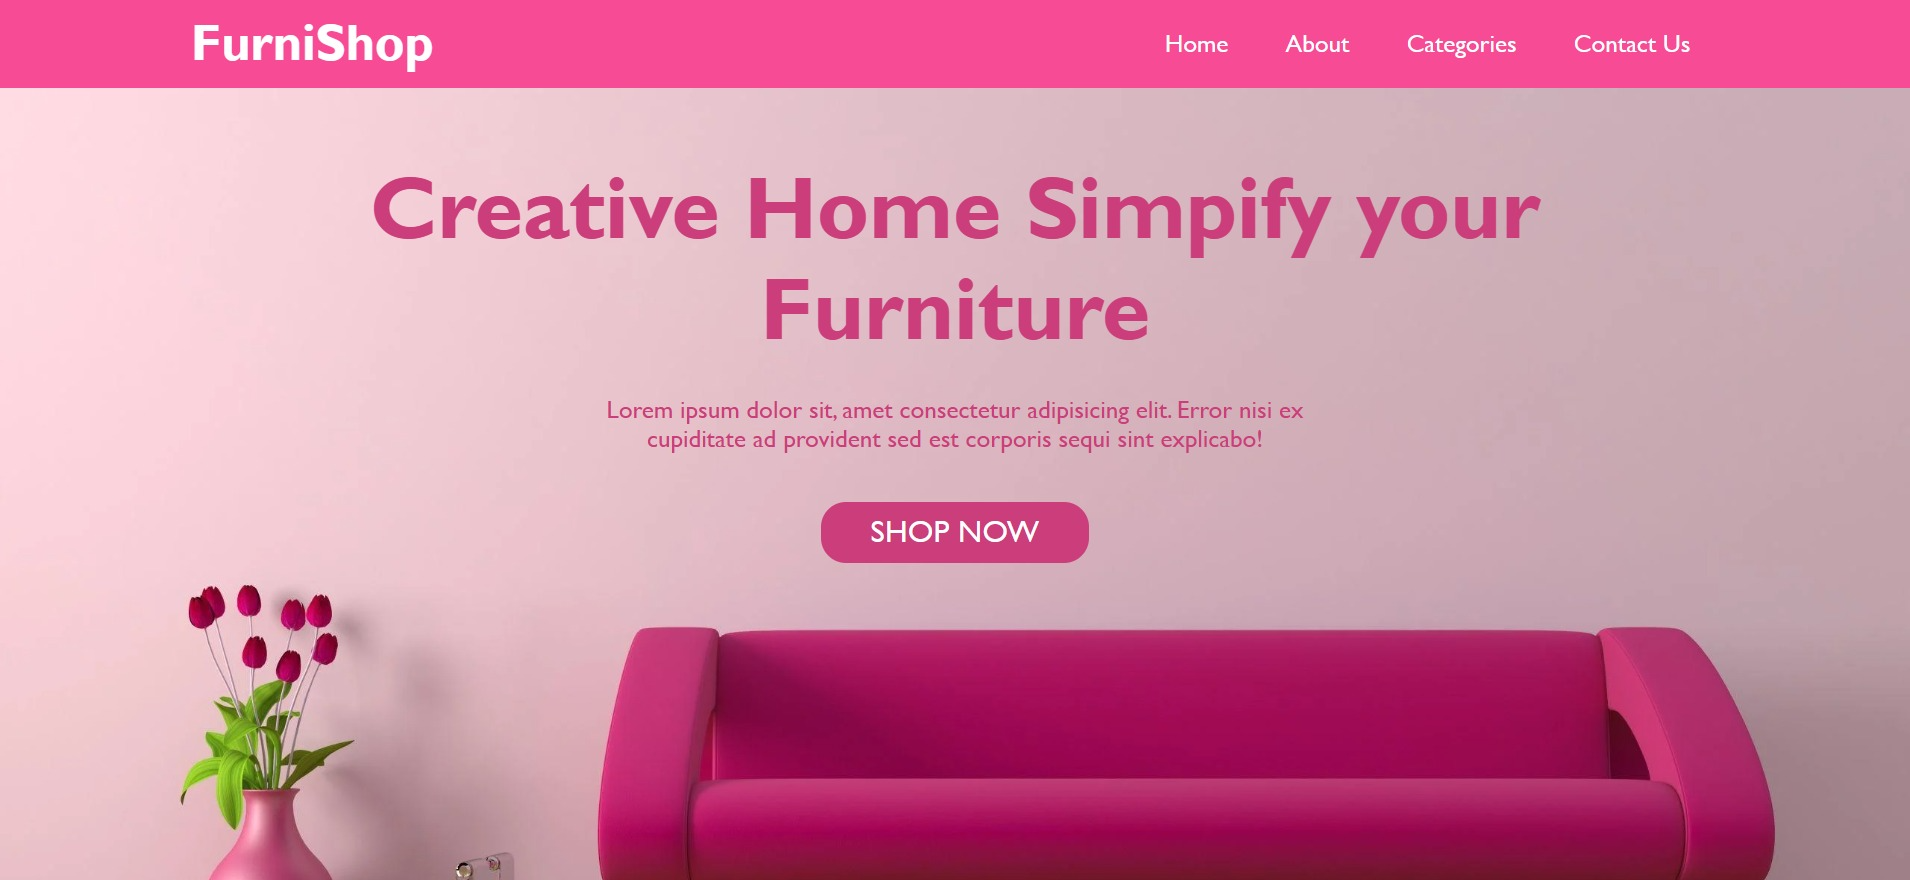 FurniShop
Home About Categories Contact Us
Creative Home Simpify your
Furniture
Lorem ipsum dolor sit, amet consectetur adipisicing elit. Error nisi ex
cupiditate ad provident sed est corporis sequi sint explicabo!
SHOP NOW